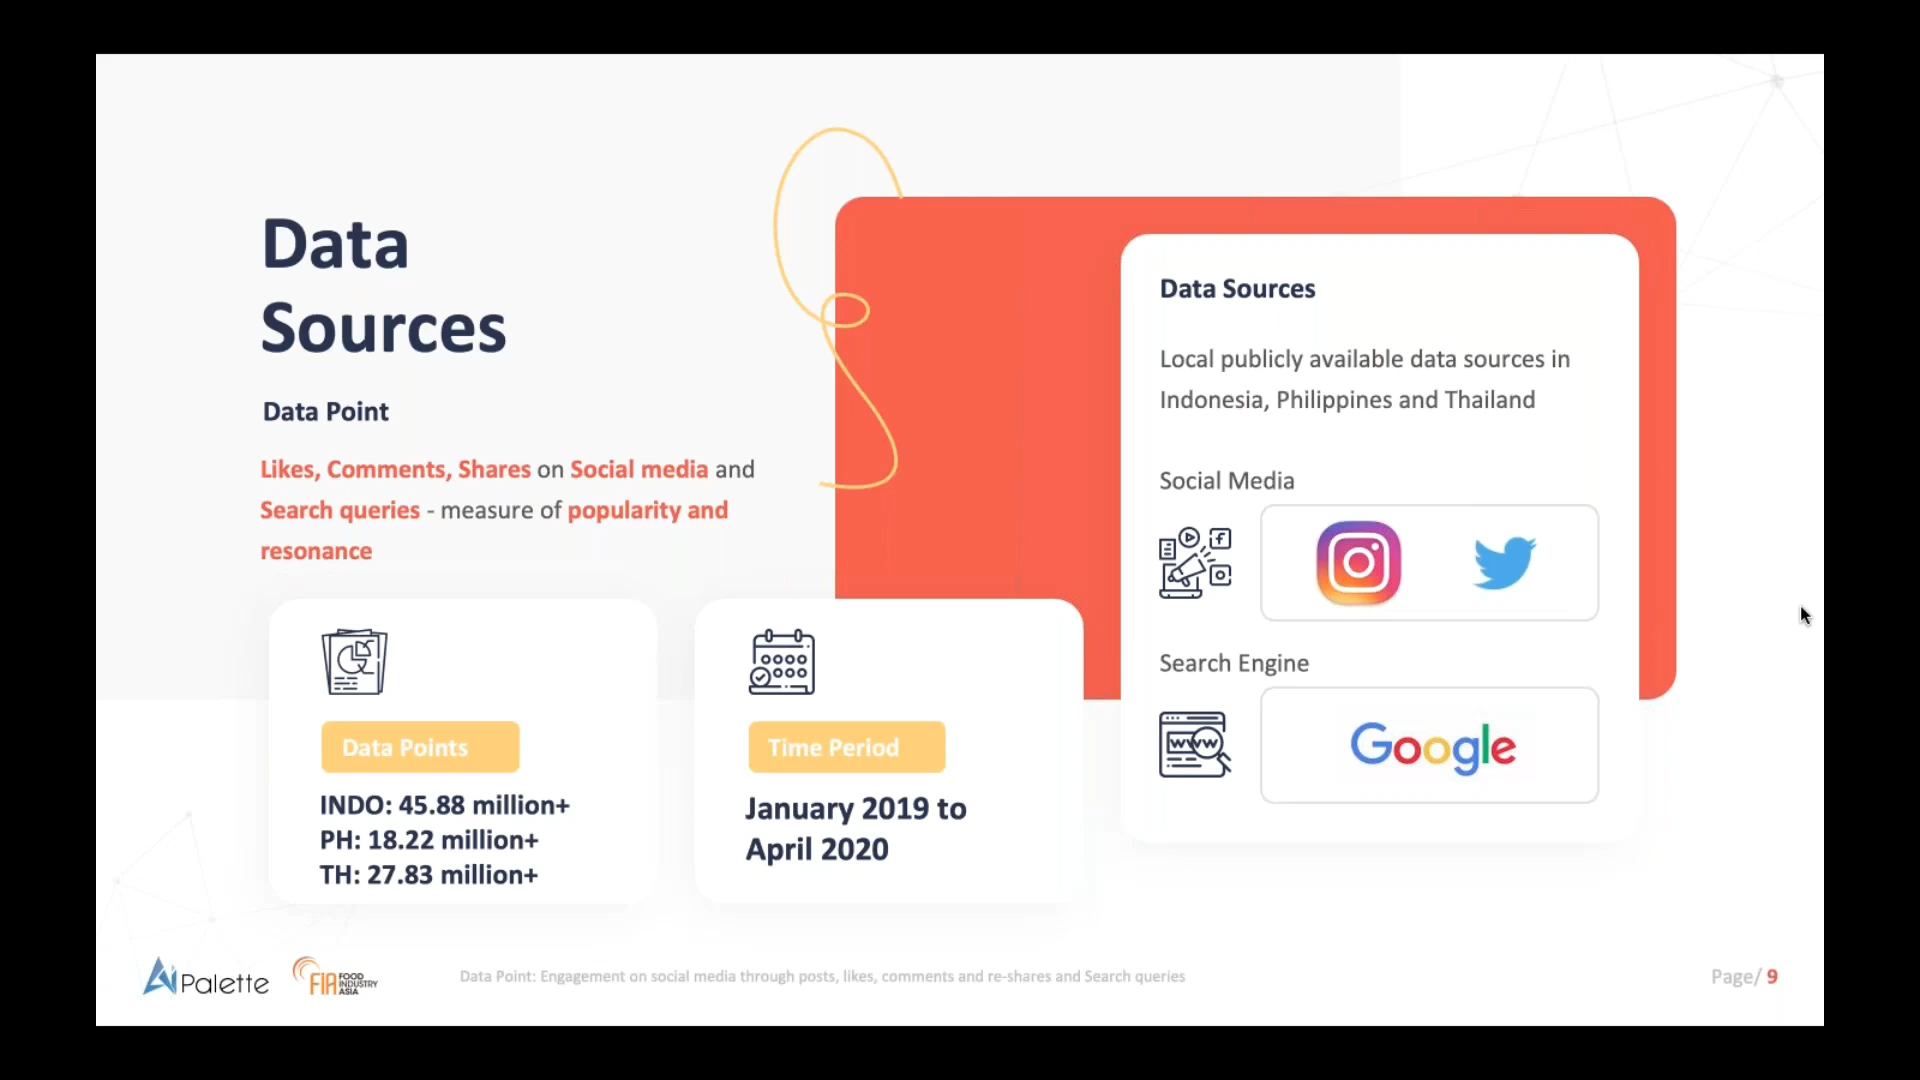 Data
Sources
Data Point
Likes, Comments, Shares on Social media and
Search queries - measure of popularity and
resonance
Data Points
INDO: 45.88 million+
PH: 18.22 million+
TH: 27.83 million+
Time Period
January 2019 to
April 2020
Data Sources
Local publicly available data sources in
Indonesia, Philippines and Thailand
Social Media
Search Engine
www
Google
Ai Palette
FIA FOOD
INDUSTRY
ASIA
Data Point: Engagement on social media through posts, likes, comments and re-shares and Search queries
Page/ 9